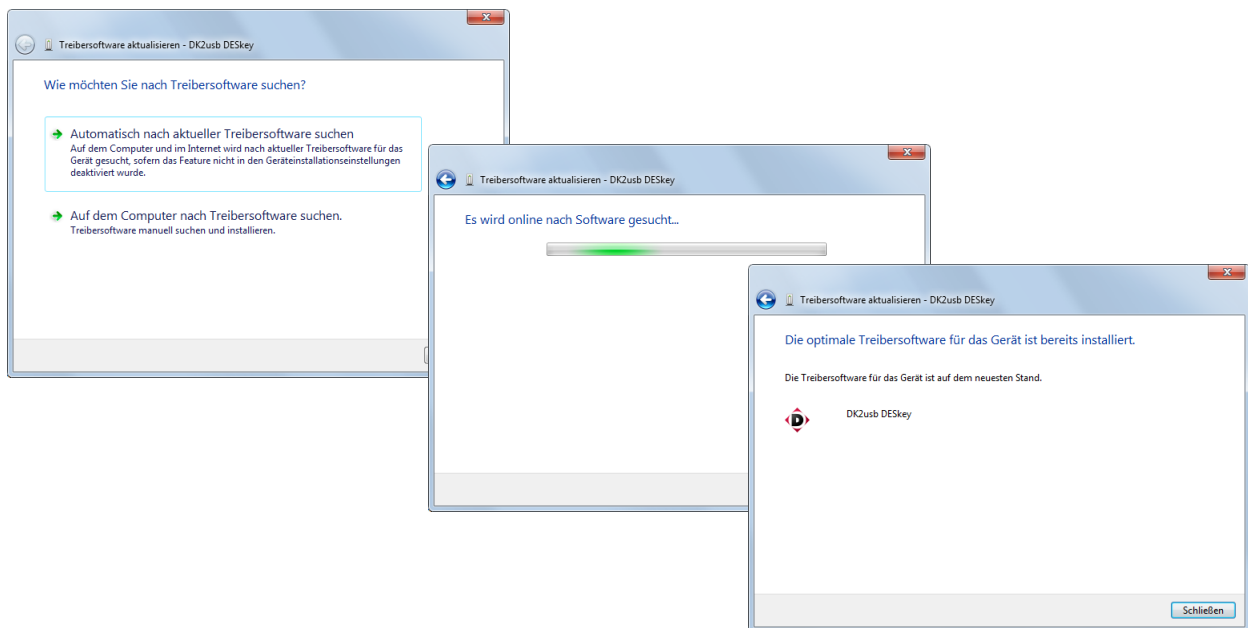 Treibersoftware aktualisieren - DK2usb DESkey
Wie möchten Sie nach Treibersoftware suchen?
Automatisch nach aktueller Treibersoftware suchen
Auf dem Computer und im Internet wird nach aktueller Treibersoftware für das
Gerät gesucht, sofern das Feature nicht in den Geräteinstallationseinstellungen
deaktiviert wurde.
Auf dem Computer nach Treibersoftware suchen.
Treibersoftware manuell suchen und installieren.
Treibersoftware aktualisieren - DK2usb DESkey
Es wird online nach Software gesucht...
Treibersoftware aktualisieren - DK2usb DESkey
Die optimale Treibersoftware für das Gerät ist bereits installiert.
Die Treibersoftware für das Gerät ist auf dem neuesten Stand.
D
DK2usb DESkey
Schließen